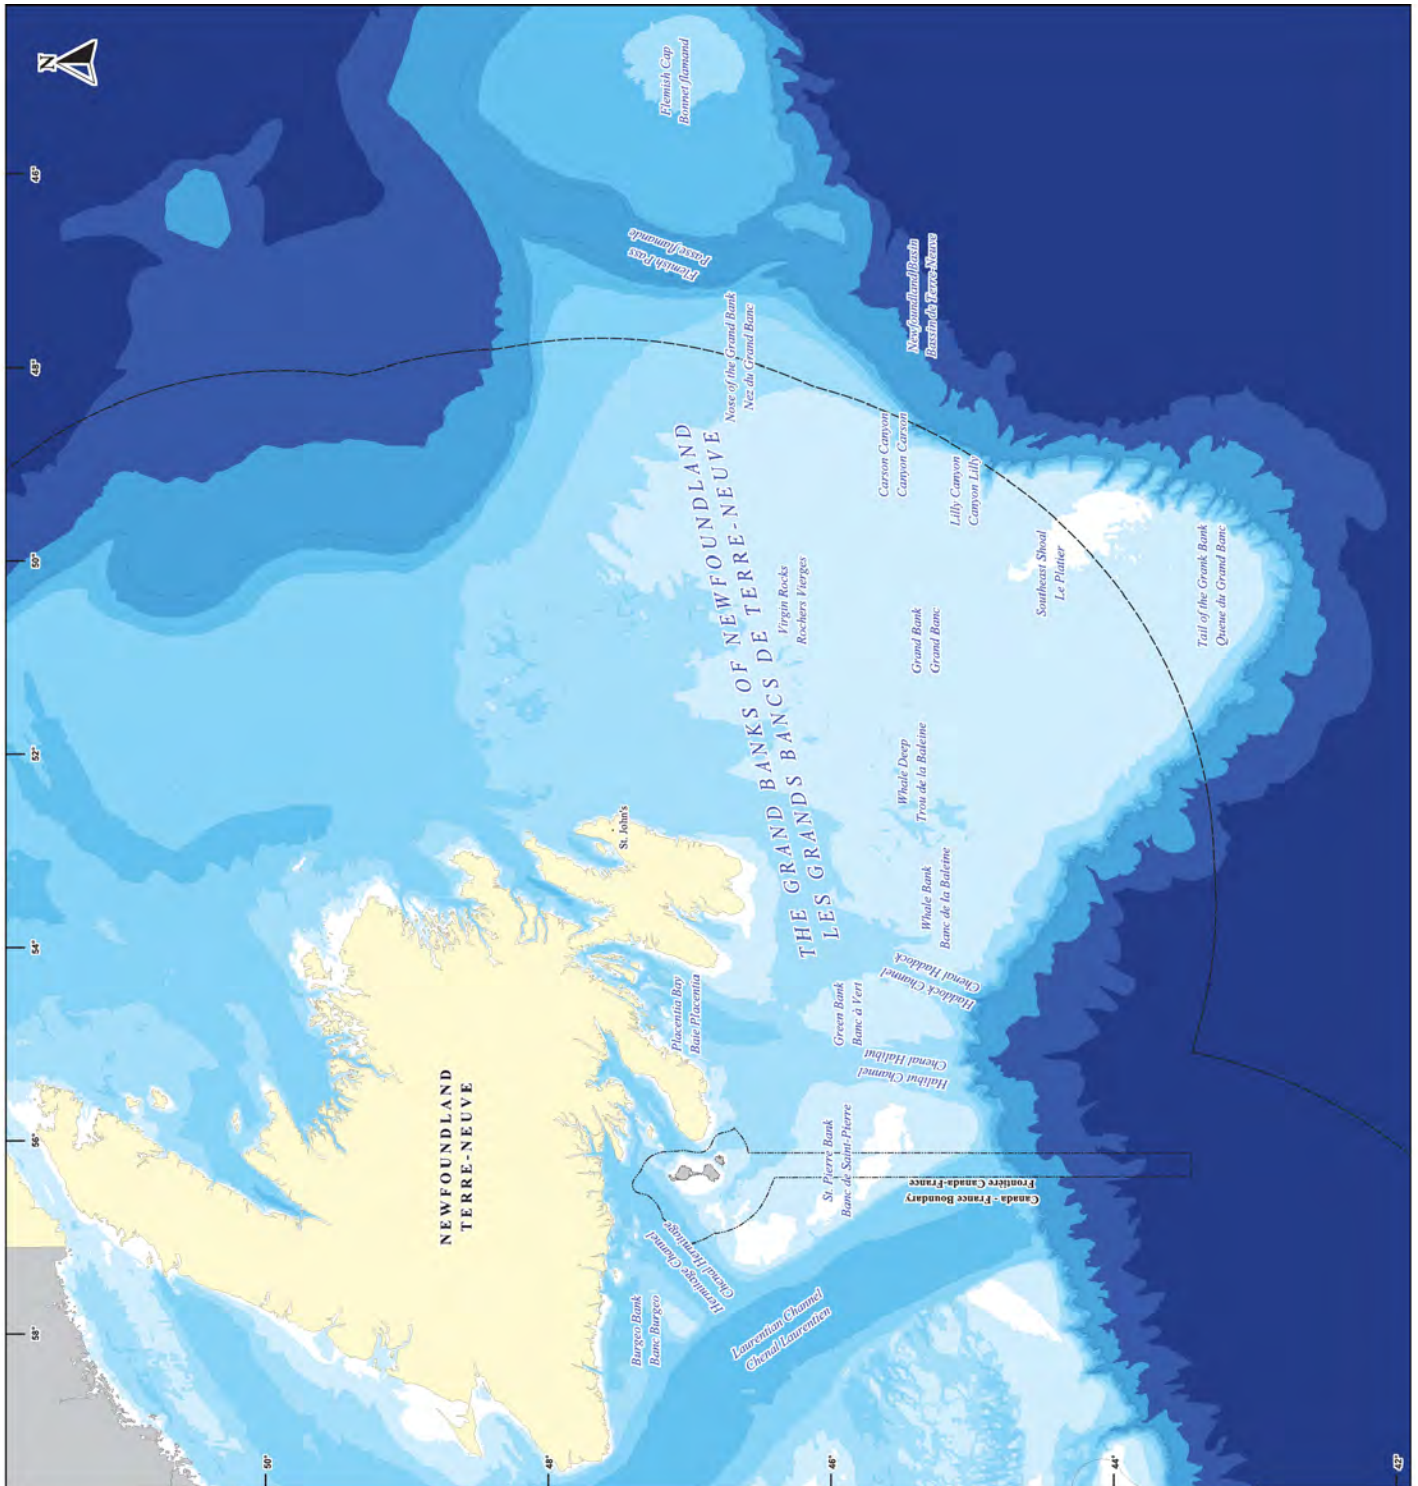 N
46°
48°
50°
52°
54°
56°
58°
50°
48°
46°
44°
42°
Flemish Cap
Bonnet flamand
Flemish Pass
Passe flamande
Newfoundland Basin
Bassin de Terre-Neuve
Nose of the Grand Bank
Nez du Grand Banc
THE GRAND BANKS OF NEWFOUNDLAND
LES GRANDS BANCS DE TERRE-NEUVE
Carson Canyon
Canyon Carson
Lilly Canyon
Canyon Lilly
Southeast Shoal
Le Platier
Tail of the Grank Bank
Queue du Grand Banc
Virgin Rocks
Rochers Vierges
Grand Bank
Grand Banc
Whale Deep
Trou de la Baleine
Whale Bank
Banc de la Baleine
St. John's
Haddock Channel
Chenal Haddock
Green Bank
Banc à Vert
Placentia Bay
Baie Placentia
Halibut Channel
Chenal Halibut
St. Pierre Bank
Banc de Saint-Pierre
Canada - France Boundary
Frontière Canada-France
NEWFOUNDLAND
TERRE-NEUVE
Hermitage Channel
Chenal Hermitage
Burgeo Bank
Banc Burgeo
Laurentian Channel
Chenal Laurentien